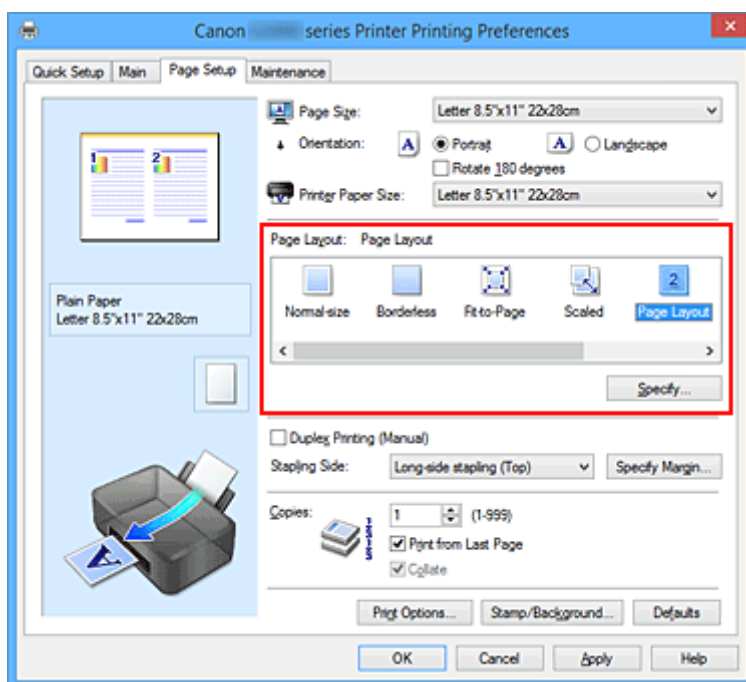 Canon series Printer Printing Preferences
Quick Setup Main Page Setup Maintenance
Page Size: Letter 8.5"x11" 22x28cm
Orientation: A Portrait A Landscape
Rotate 180 degrees
Printer Paper Size: Letter 8.5"x11" 22x28cm
1 2
Page Layout: Page Layout
2
Normal-size Borderless Fit-to-Page Scaled Page Layout
Plain Paper
Letter 8.5"x11" 22x28cm
Specify...
Duplex Printing (Manual)
Stapling Side: Long-side stapling (Top) Specify Margin...
Copies: 1 (1-999)
Print from Last Page
Collate
A
Print Options... Stamp/Background... Defaults
OK Cancel Apply Help